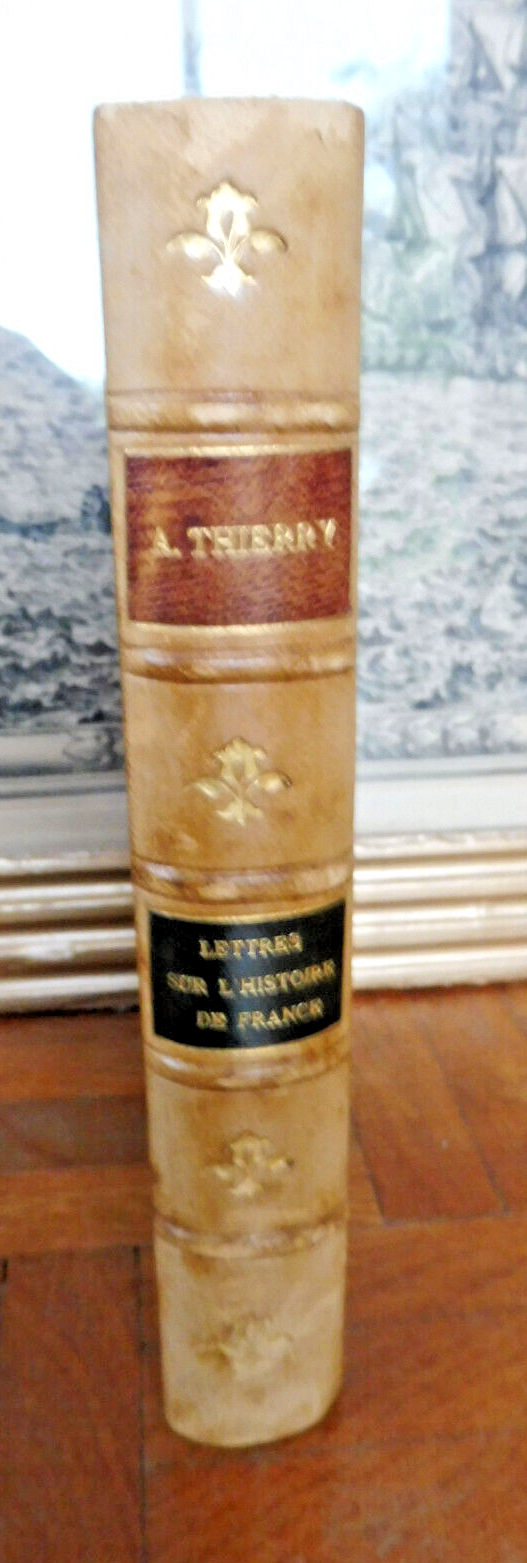 A. THIERRY
LETTRES
SUR L'HISTOIRE
DE FRANCE